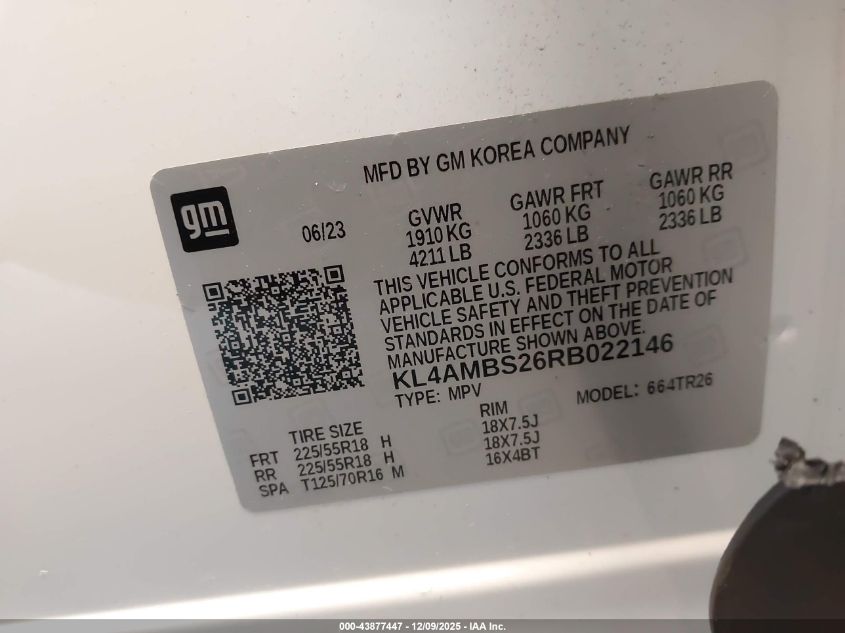 MFD BY GM KOREA COMPANY
gm
06/23
GVWR
1910 KG
4211 LB
GAWR FRT
1060 KG
2336 LB
GAWR RR
1060 KG
2336 LB
THIS VEHICLE CONFORMS TO ALL
APPLICABLE U.S. FEDERAL MOTOR
VEHICLE SAFETY AND THEFT PREVENTION
STANDARDS IN EFFECT ON THE DATE OF
MANUFACTURE SHOWN ABOVE.
KL4AMBS26RB022146
TYPE: MPV
MODEL: 664TR26
TIRE SIZE
RIM
FRT 225/55R18 H 18X7.5J
RR 225/55R18 H 18X7.5J
SPA T125/70R16 M 16X4BT
000-43877447 - 12/09/2025 - IAA Inc.